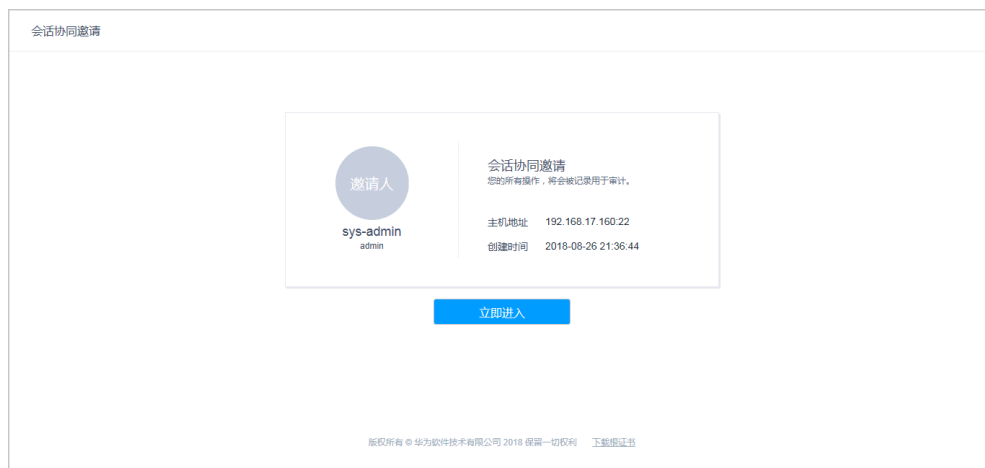 会话协同邀请
邀请人
sys-admin
admin
会话协同邀请
您的所有操作，将会被记录用于审计。
主机地址 192.168.17.160:22
创建时间 2018-08-26 21:36:44
立即进入
版权所有 © 华为软件技术有限公司 2018 保留一切权利 下载根证书